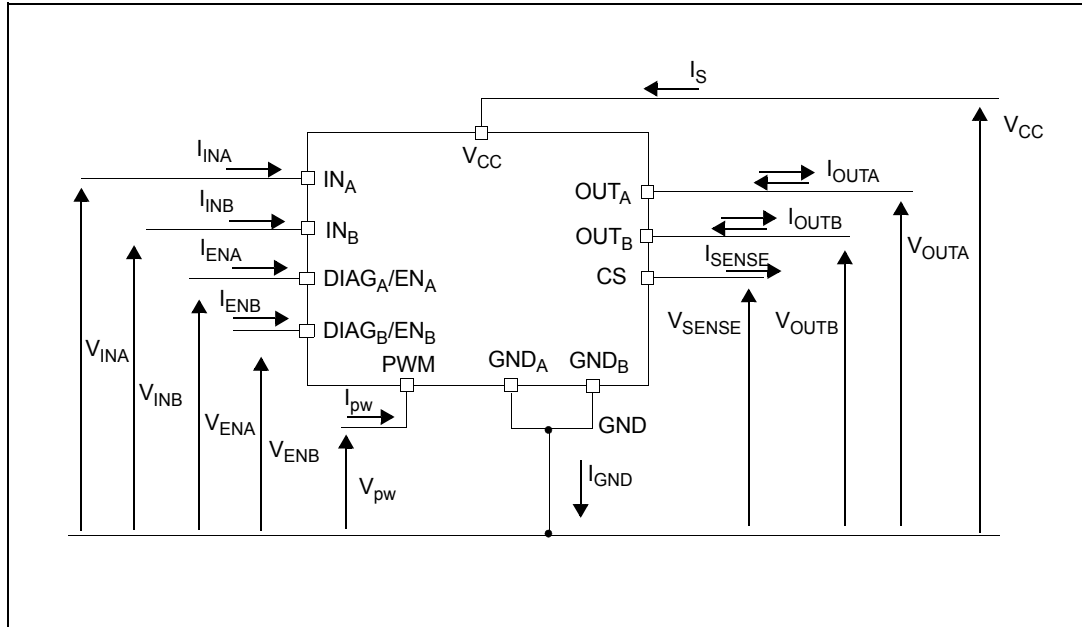 I_S
V_CC
V_CC
I_INA
IN_A
OUT_A
I_OUTA
I_INB
IN_B
OUT_B
I_OUTB
I_ENA
DIAG_A/EN_A
CS
I_SENSE
V_OUTA
I_ENB
DIAG_B/EN_B
V_SENSE
V_OUTB
V_INA
PWM
GND_A
GND_B
V_INB
I_pw
GND
V_ENA
V_ENB
V_pw
I_GND